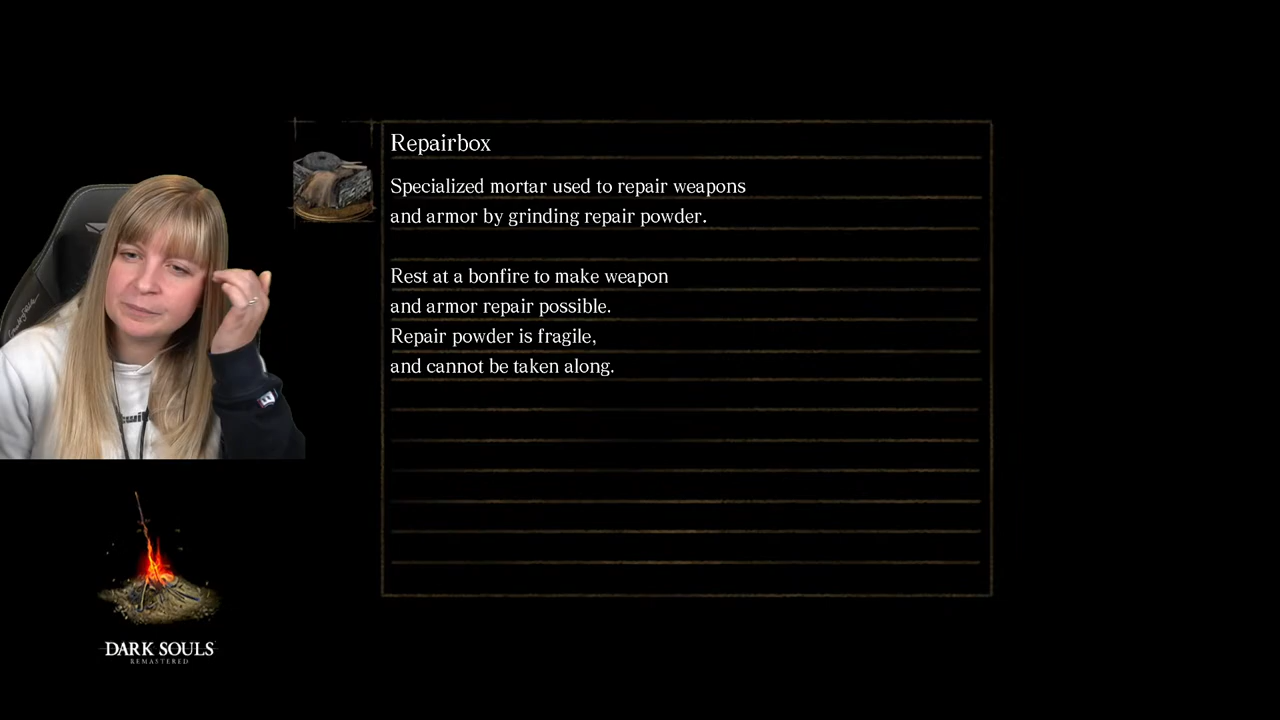 Repairbox
Specialized mortar used to repair weapons
and armor by grinding repair powder.
Rest at a bonfire to make weapon
and armor repair possible.
Repair powder is fragile,
and cannot be taken along.
DARK SOULS
REMASTERED